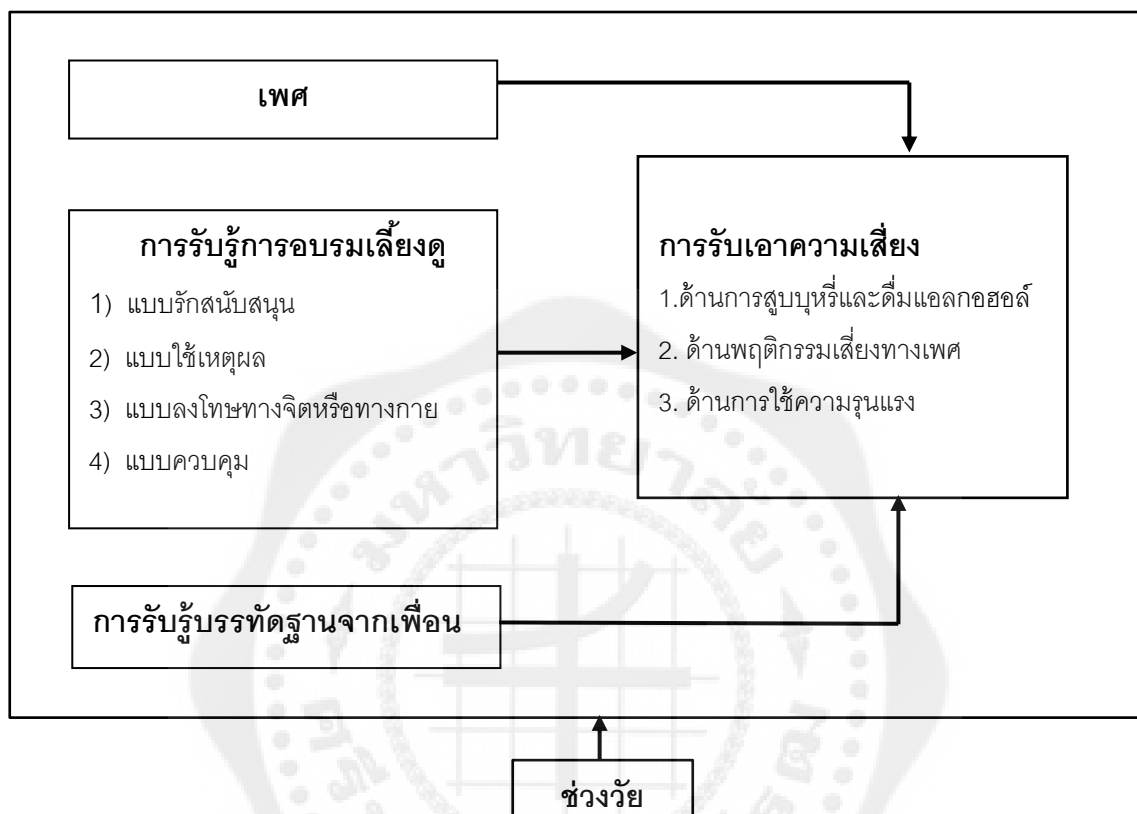 เพศ
การรับรู้การอบรมเลี้ยงดู
1) แบบรักสนับสนุน
2) แบบใช้เหตุผล
3) แบบลงโทษทางจิตหรือทางกาย
4) แบบควบคุม
การรับเอาความเสี่ยง
1.ด้านการสูบบุหรี่และดื่มแอลกอฮอล์
2. ด้านพฤติกรรมเสี่ยงทางเพศ
3. ด้านการใช้ความรุนแรง
การรับรู้บรรทัดฐานจากเพื่อน
ช่วงวัย
มหาวิทยาลัย